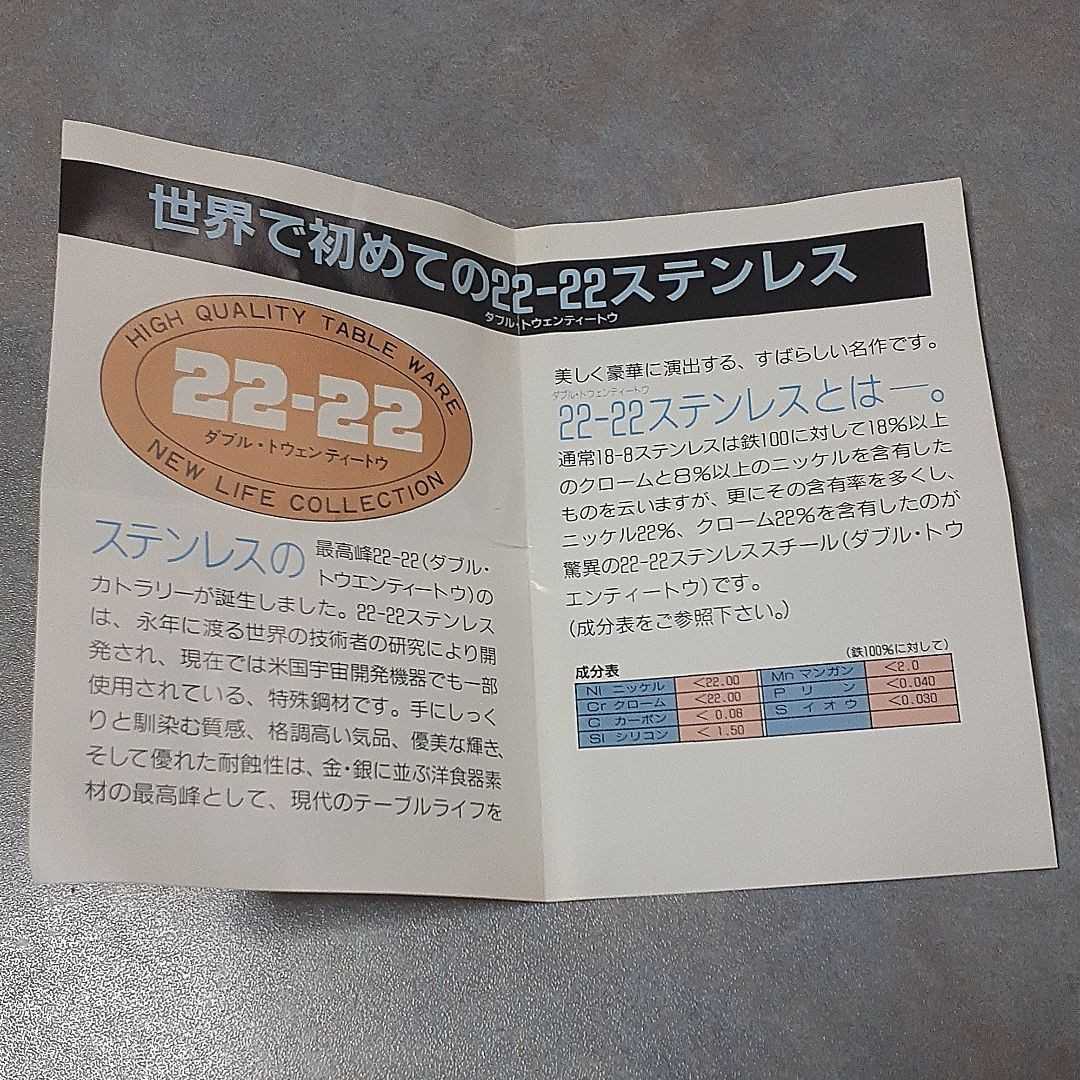 世界で初めての22-22ステンレス
ダブル・トウェンティートウ
HIGH QUALITY TABLE WARE
22-22
ダブル・トウェンティートウ
NEW LIFE COLLECTION
ステンレスの
最高峰22-22(ダブル・
トウエンティートウ)の
カトラリーが誕生しました。22-22ステンレス
は、永年に渡る世界の技術者の研究により開
発され、現在では米国宇宙開発機器でも一部
使用されている、特殊鋼材です。手にしっく
りと馴染む質感、格調高い気品、優美な輝き、
そして優れた耐蝕性は、金・銀に並ぶ洋食器素
材の最高峰として、現代のテーブルライフを
美しく豪華に演出する、すばらしい名作です。
ダブル・トウェンティートウ
22-22ステンレスとは―。
通常18-8ステンレスは鉄100に対して18%以上
のクロームと8%以上のニッケルを含有した
ものを云いますが、更にその含有率を多くし、
ニッケル22%、クローム22%を含有したのが
驚異の22-22ステンレススチール(ダブル・トウ
エンティートウ)です。
(成分表をご参照下さい。)
成分表
(鉄100%に対して)
Ni ニッケル <22.00 Mn マンガン <2.0
Cr クローム <22.00 P リン <0.040
C カーボン <0.08 S イオウ <0.030
SI シリコン <1.50